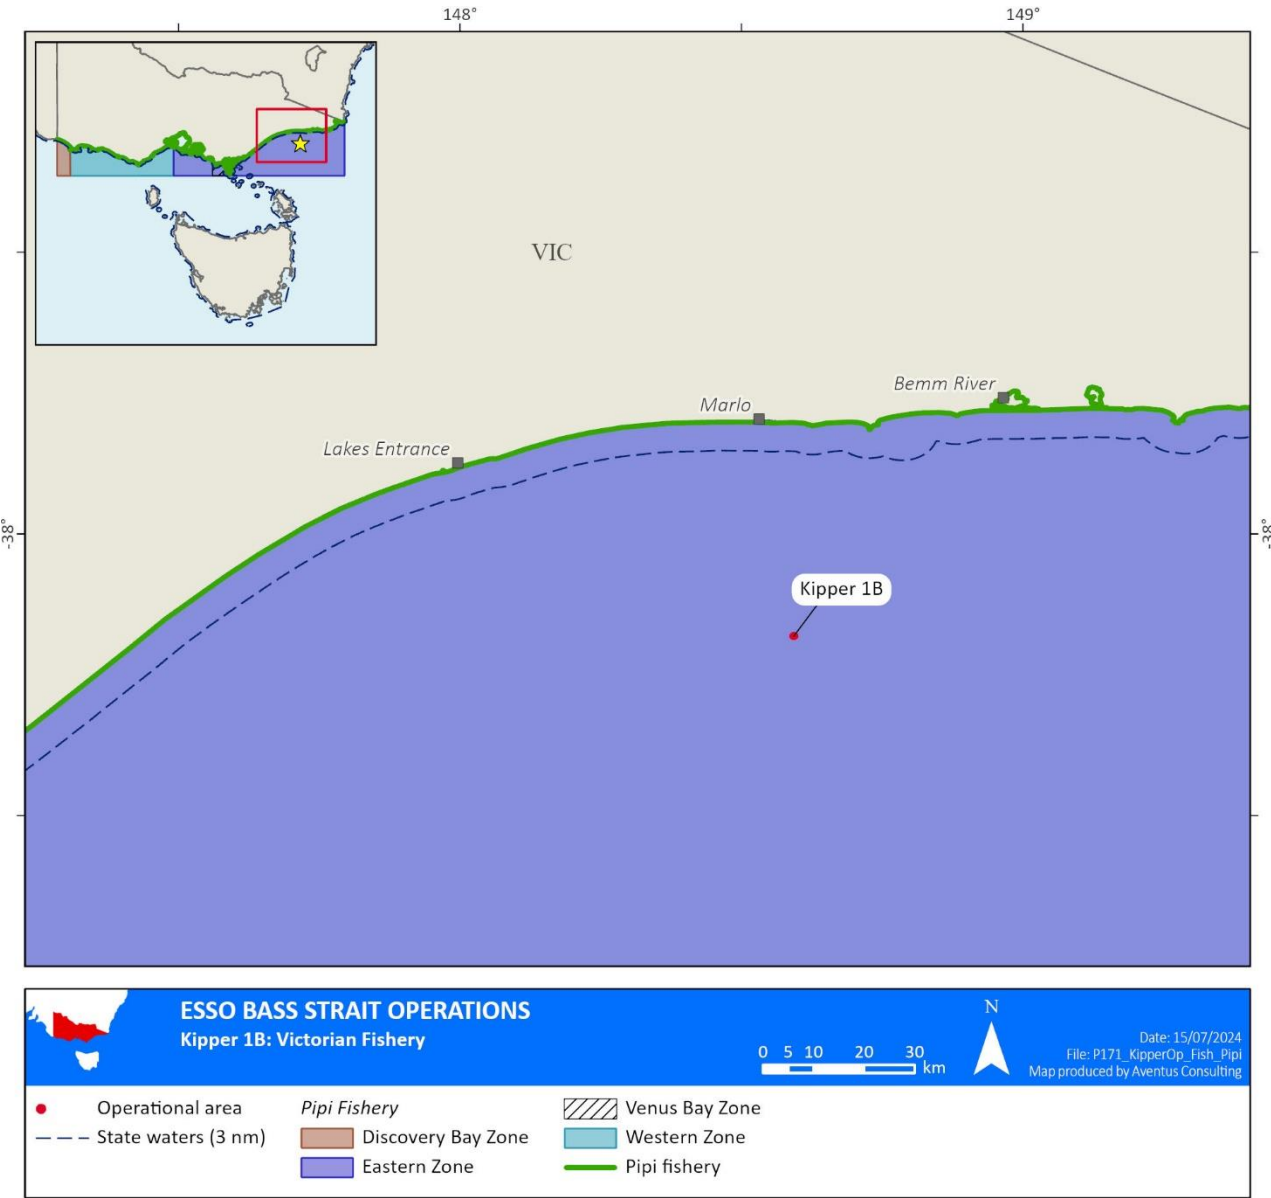 148°
149°
VIC
Bemm River
Marlo
Lakes Entrance
-38°
-38°
Kipper 1B
ESSO BASS STRAIT OPERATIONS
Kipper 1B: Victorian Fishery
0 5 10 20 30
km
N
Date: 15/07/2024
File: P171_KipperOp_Fish_Pipi
Map produced by Aventus Consulting
Operational area
State waters (3 nm)
Pipi Fishery
Discovery Bay Zone
Eastern Zone
Venus Bay Zone
Western Zone
Pipi fishery